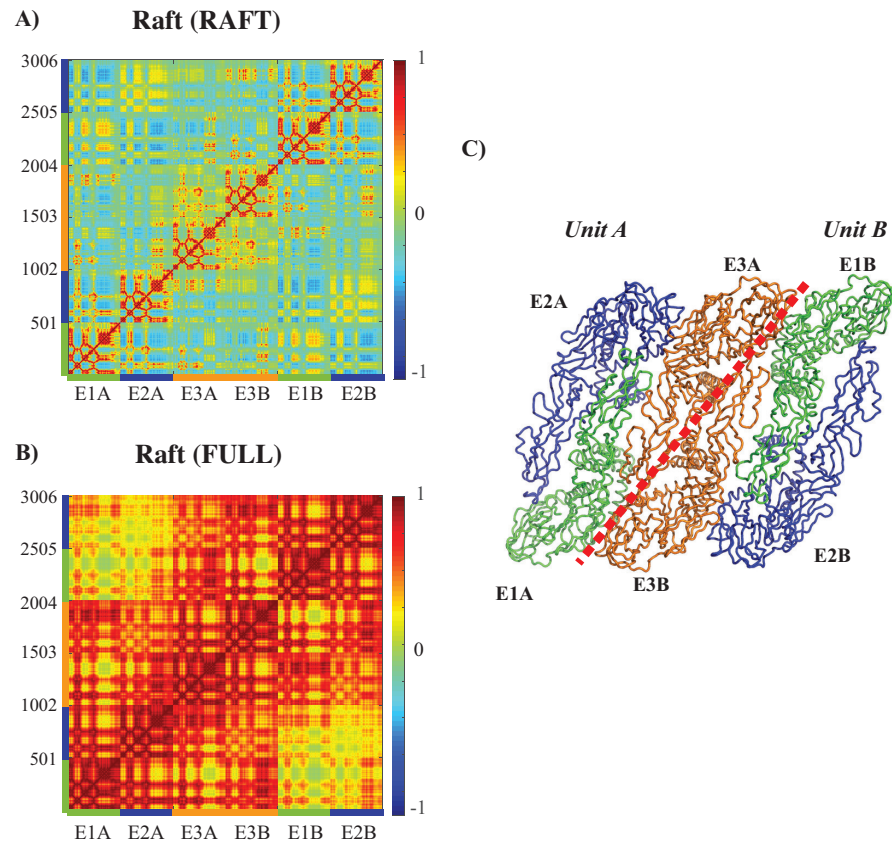 A)
Raft (RAFT)
3006
2505
2004
1503
1002
501
E1A E2A E3A E3B E1B E2B
1
0
-1
B)
Raft (FULL)
3006
2505
2004
1503
1002
501
E1A E2A E3A E3B E1B E2B
1
0
-1
C)
Unit A
Unit B
E3A
E1B
E2A
E2B
E3B
E1A